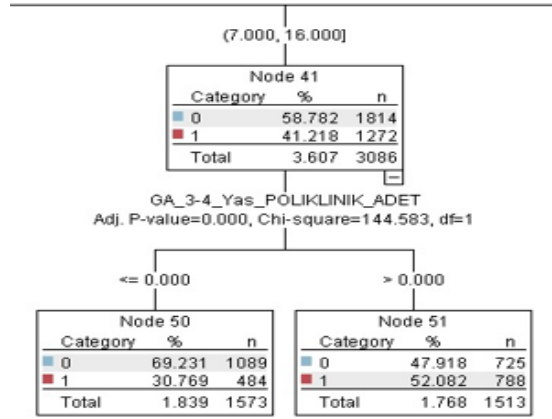 (7.000, 16.000]
Node 41
Category % n
0 58.782 1814
1 41.218 1272
Total 3.607 3086
GA_3-4_Yas_POLIKLINIK_ADET
Adj. P-value=0.000, Chi-square=144.583, df=1
<= 0.000 > 0.000
Node 50
Category % n
0 69.231 1089
1 30.769 484
Total 1.839 1573
Node 51
Category % n
0 47.918 725
1 52.082 788
Total 1.768 1513